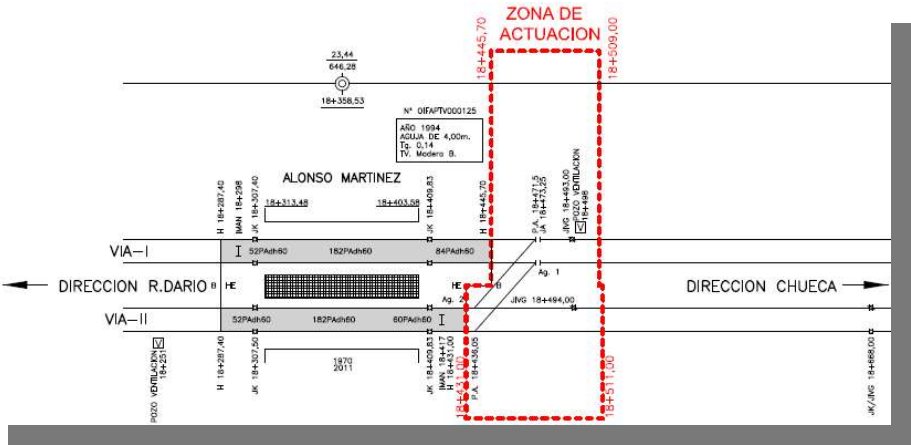 ZONA DE
ACTUACION
18+445,70
18+509,00
23,44
646,28
18+358,53
Nº OIFAPTV000125
AÑO 1994
AGUJA DE 4,00m.
Tg. 0,14
TV. Madera B.
ALONSO MARTINEZ
18+313,48
18+403,58
H 18+287,40
IMAN 18+298
JK 18+307,40
JK 18+409,83
H 18+445,70
P.A. 18+471,5
JA 18+473,25
JVG 18+493,00
POZO VENTILACION
18+498
V
VIA-I
I
52PAdh60
182PAdh60
84PAdh60
Ag. 1
DIRECCION R.DARIO
B
HE
HE
B
DIRECCION CHUECA
Ag. 2
JVG 18+494,00
VIA-II
52PAdh60
182PAdh60
60PAdh60
I
V
POZO VENTILACION
18+251
H 18+287,40
JK 18+307,50
1970
2011
JK 18+409,83
IMAN 18+417
H 18+431,00
18+431,00
P.A. 18+436,05
18+511,00
JK/JVG 18+668,00